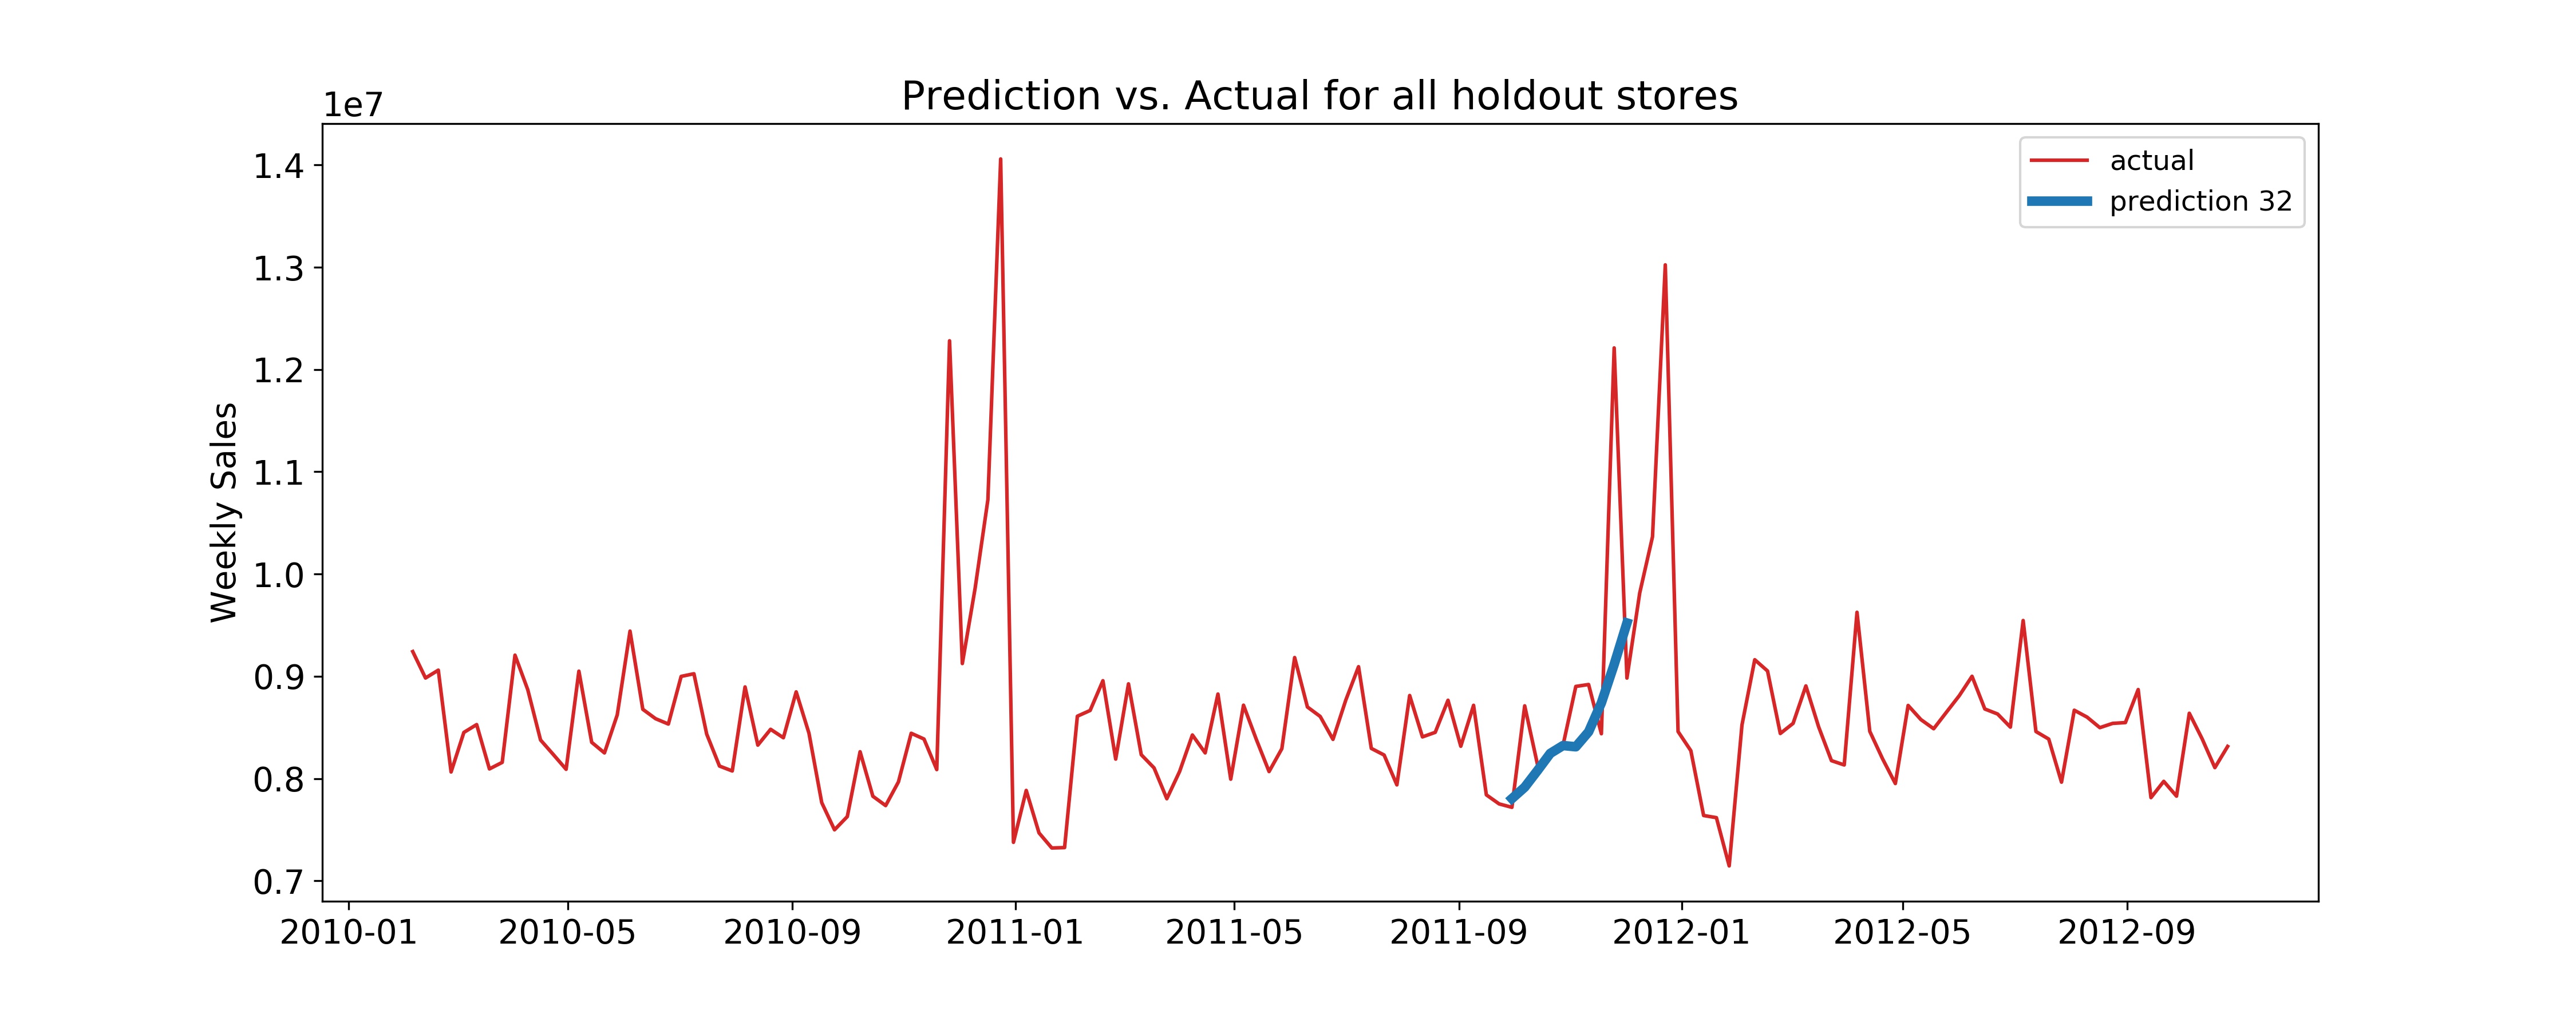 Prediction vs. Actual for all holdout stores
1e7
actual
prediction 32
Weekly Sales
1.4
1.3
1.2
1.1
1.0
0.9
0.8
0.7
2010-01 2010-05 2010-09 2011-01 2011-05 2011-09 2012-01 2012-05 2012-09